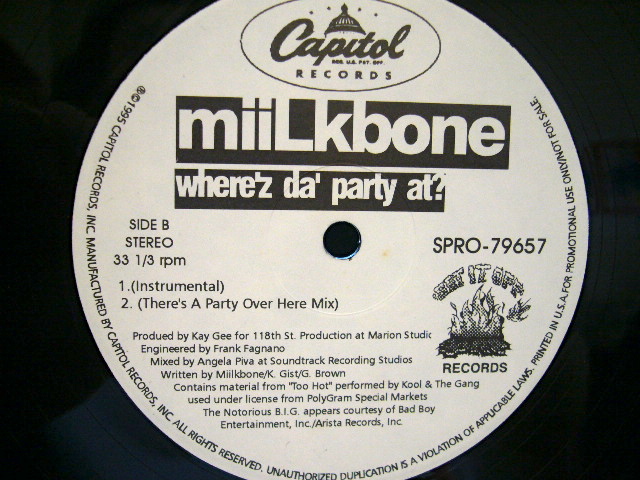 Capitol
REG. U.S. PAT. OFF.
RECORDS
miiLkbone
where'z da' party at?
SIDE B
STEREO
33 1/3 rpm
SPRO-79657
1.(Instrumental)
2. (There's A Party Over Here Mix)
SET IT OFF
RECORDS
Produed by Kay Gee for 118th St. Production at Marion Studic
Engineered by Frank Fagnano
Mixed by Angela Piva at Soundtrack Recording Studios
Written by Miilkbone/K. Gist/G. Brown
Contains material from "Too Hot" performed by Kool & The Gang
used under license from PolyGram Special Markets
The Notorious B.I.G. appears courtesy of Bad Boy
Entertainment, Inc./Arista Records, Inc.
℗©1995 CAPITOL RECORDS, INC. MANUFACTURED BY CAPITOL RECORDS, INC. ALL RIGHTS RESERVED. UNAUTHORIZED DUPLICATION IS A VIOLATION OF APPLICABLE LAWS. PRINTED IN U.S.A. FOR PROMOTIONAL USE ONLY/NOT FOR SALE.